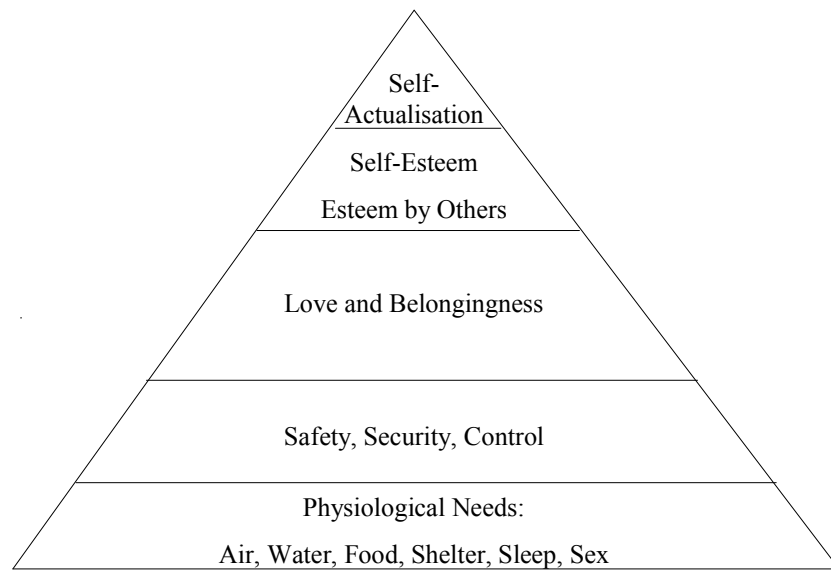 Self-
Actualisation
Self-Esteem
Esteem by Others
Love and Belongingness
Safety, Security, Control
Physiological Needs:
Air, Water, Food, Shelter, Sleep, Sex